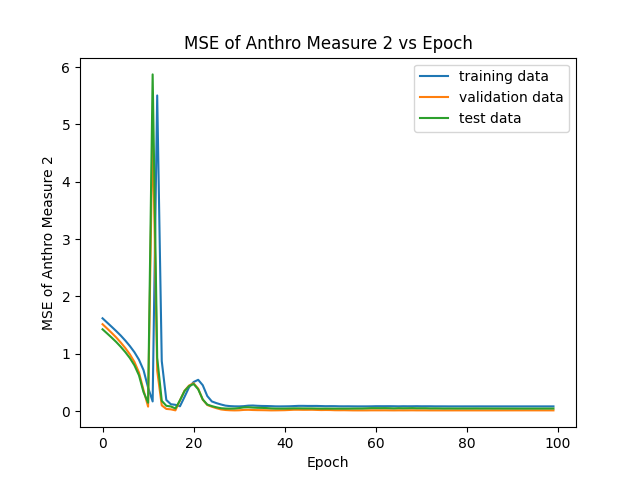 MSE of Anthro Measure 2 vs Epoch
training data
validation data
test data
MSE of Anthro Measure 2
6
5
4
3
2
1
0
0 20 40 60 80 100
Epoch